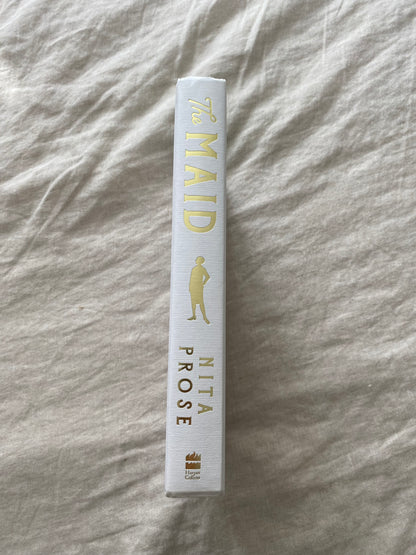 The MAID
NITA
PROSE
Harper
Collins